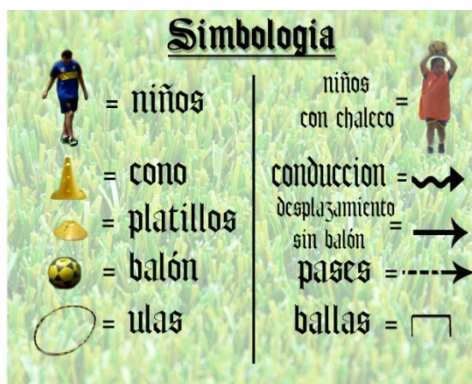 Simbologia
= niños
= cono
= platillos
= balón
= ulas
niños
con chaleco =
conduccion =
desplazamiento
sin balón =
pases =
ballas =